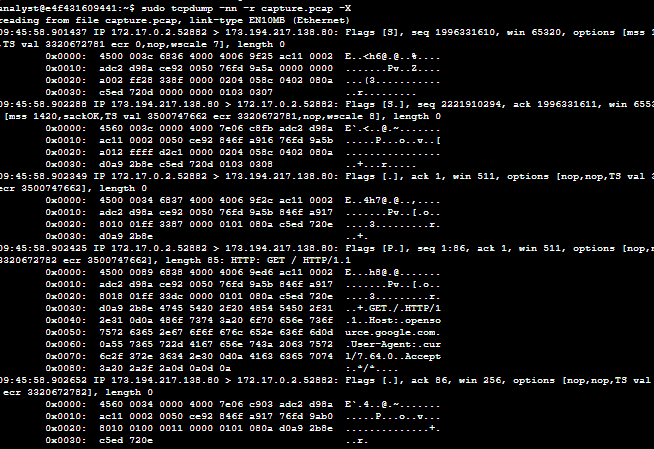 analyst@e4f431609441:~$ sudo tcpdump -nn -r capture.pcap -X
reading from file capture.pcap, link-type EN10MB (Ethernet)
09:45:58.901437 IP 172.17.0.2.52882 > 173.194.217.138.80: Flags [S], seq 1996331610, win 65320, options [mss 1
,TS val 3320672781 ecr 0,nop,wscale 7], length 0
0x0000: 4500 003c 6836 4000 4006 9f25 ac11 0002 E..<h6@.@..%....
0x0010: adc2 d98a ce92 0050 76fd 9a5a 0000 0000 .......Pv..Z....
0x0020: a002 ff28 338f 0000 0204 058c 0402 080a ...(3...........
0x0030: c5ed 720d 0000 0000 0103 0307 ..r.........
09:45:58.902288 IP 173.194.217.138.80 > 172.17.0.2.52882: Flags [S.], seq 2221910294, ack 1996331611, win 6553
[mss 1420,sackOK,TS val 3500747662 ecr 3320672781,nop,wscale 8], length 0
0x0000: 4560 003c 0000 4000 7e06 c8fb adc2 d98a E`.<..@.~.......
0x0010: ac11 0002 0050 ce92 846f a916 76fd 9a5b .....P...o..v..[
0x0020: a012 ffff d2c1 0000 0204 058c 0402 080a ................
0x0030: d0a9 2b8e c5ed 720d 0103 0308 ..+...r.....
09:45:58.902349 IP 172.17.0.2.52882 > 173.194.217.138.80: Flags [.], ack 1, win 511, options [nop,nop,TS val 3
ecr 3500747662], length 0
0x0000: 4500 0034 6837 4000 4006 9f2c ac11 0002 E..4h7@.@..,....
0x0010: adc2 d98a ce92 0050 76fd 9a5b 846f a917 .......Pv..[.o..
0x0020: 8010 01ff 3387 0000 0101 080a c5ed 720e ....3.........r.
0x0030: d0a9 2b8e ..+.
09:45:58.902425 IP 172.17.0.2.52882 > 173.194.217.138.80: Flags [P.], seq 1:86, ack 1, win 511, options [nop,n
3320672782 ecr 3500747662], length 85: HTTP: GET / HTTP/1.1
0x0000: 4500 0089 6838 4000 4006 9ed6 ac11 0002 E...h8@.@.......
0x0010: adc2 d98a ce92 0050 76fd 9a5b 846f a917 .......Pv..[.o..
0x0020: 8018 01ff 33dc 0000 0101 080a c5ed 720e ....3.........r.
0x0030: d0a9 2b8e 4745 5420 2f20 4854 5450 2f31 ..+.GET./.HTTP/1
0x0040: 2e31 0d0a 486f 7374 3a20 6f70 656e 736f .1..Host:.openso
0x0050: 7572 6365 2e67 6f6f 676c 652e 636f 6d0d urce.google.com.
0x0060: 0a55 7365 722d 4167 656e 743a 2063 7572 .User-Agent:.cur
0x0070: 6c2f 372e 3634 2e30 0d0a 4163 6365 7074 l/7.64.0..Accept
0x0080: 3a20 2a2f 2a0d 0a0d 0a :.*/*....
09:45:58.902652 IP 173.194.217.138.80 > 172.17.0.2.52882: Flags [.], ack 86, win 256, options [nop,nop,TS val
ecr 3320672782], length 0
0x0000: 4560 0034 0000 4000 7e06 c903 adc2 d98a E`.4..@.~.......
0x0010: ac11 0002 0050 ce92 846f a917 76fd 9ab0 .....P...o..v...
0x0020: 8010 0100 0011 0000 0101 080a d0a9 2b8e ..............+.
0x0030: c5ed 720e ..r.